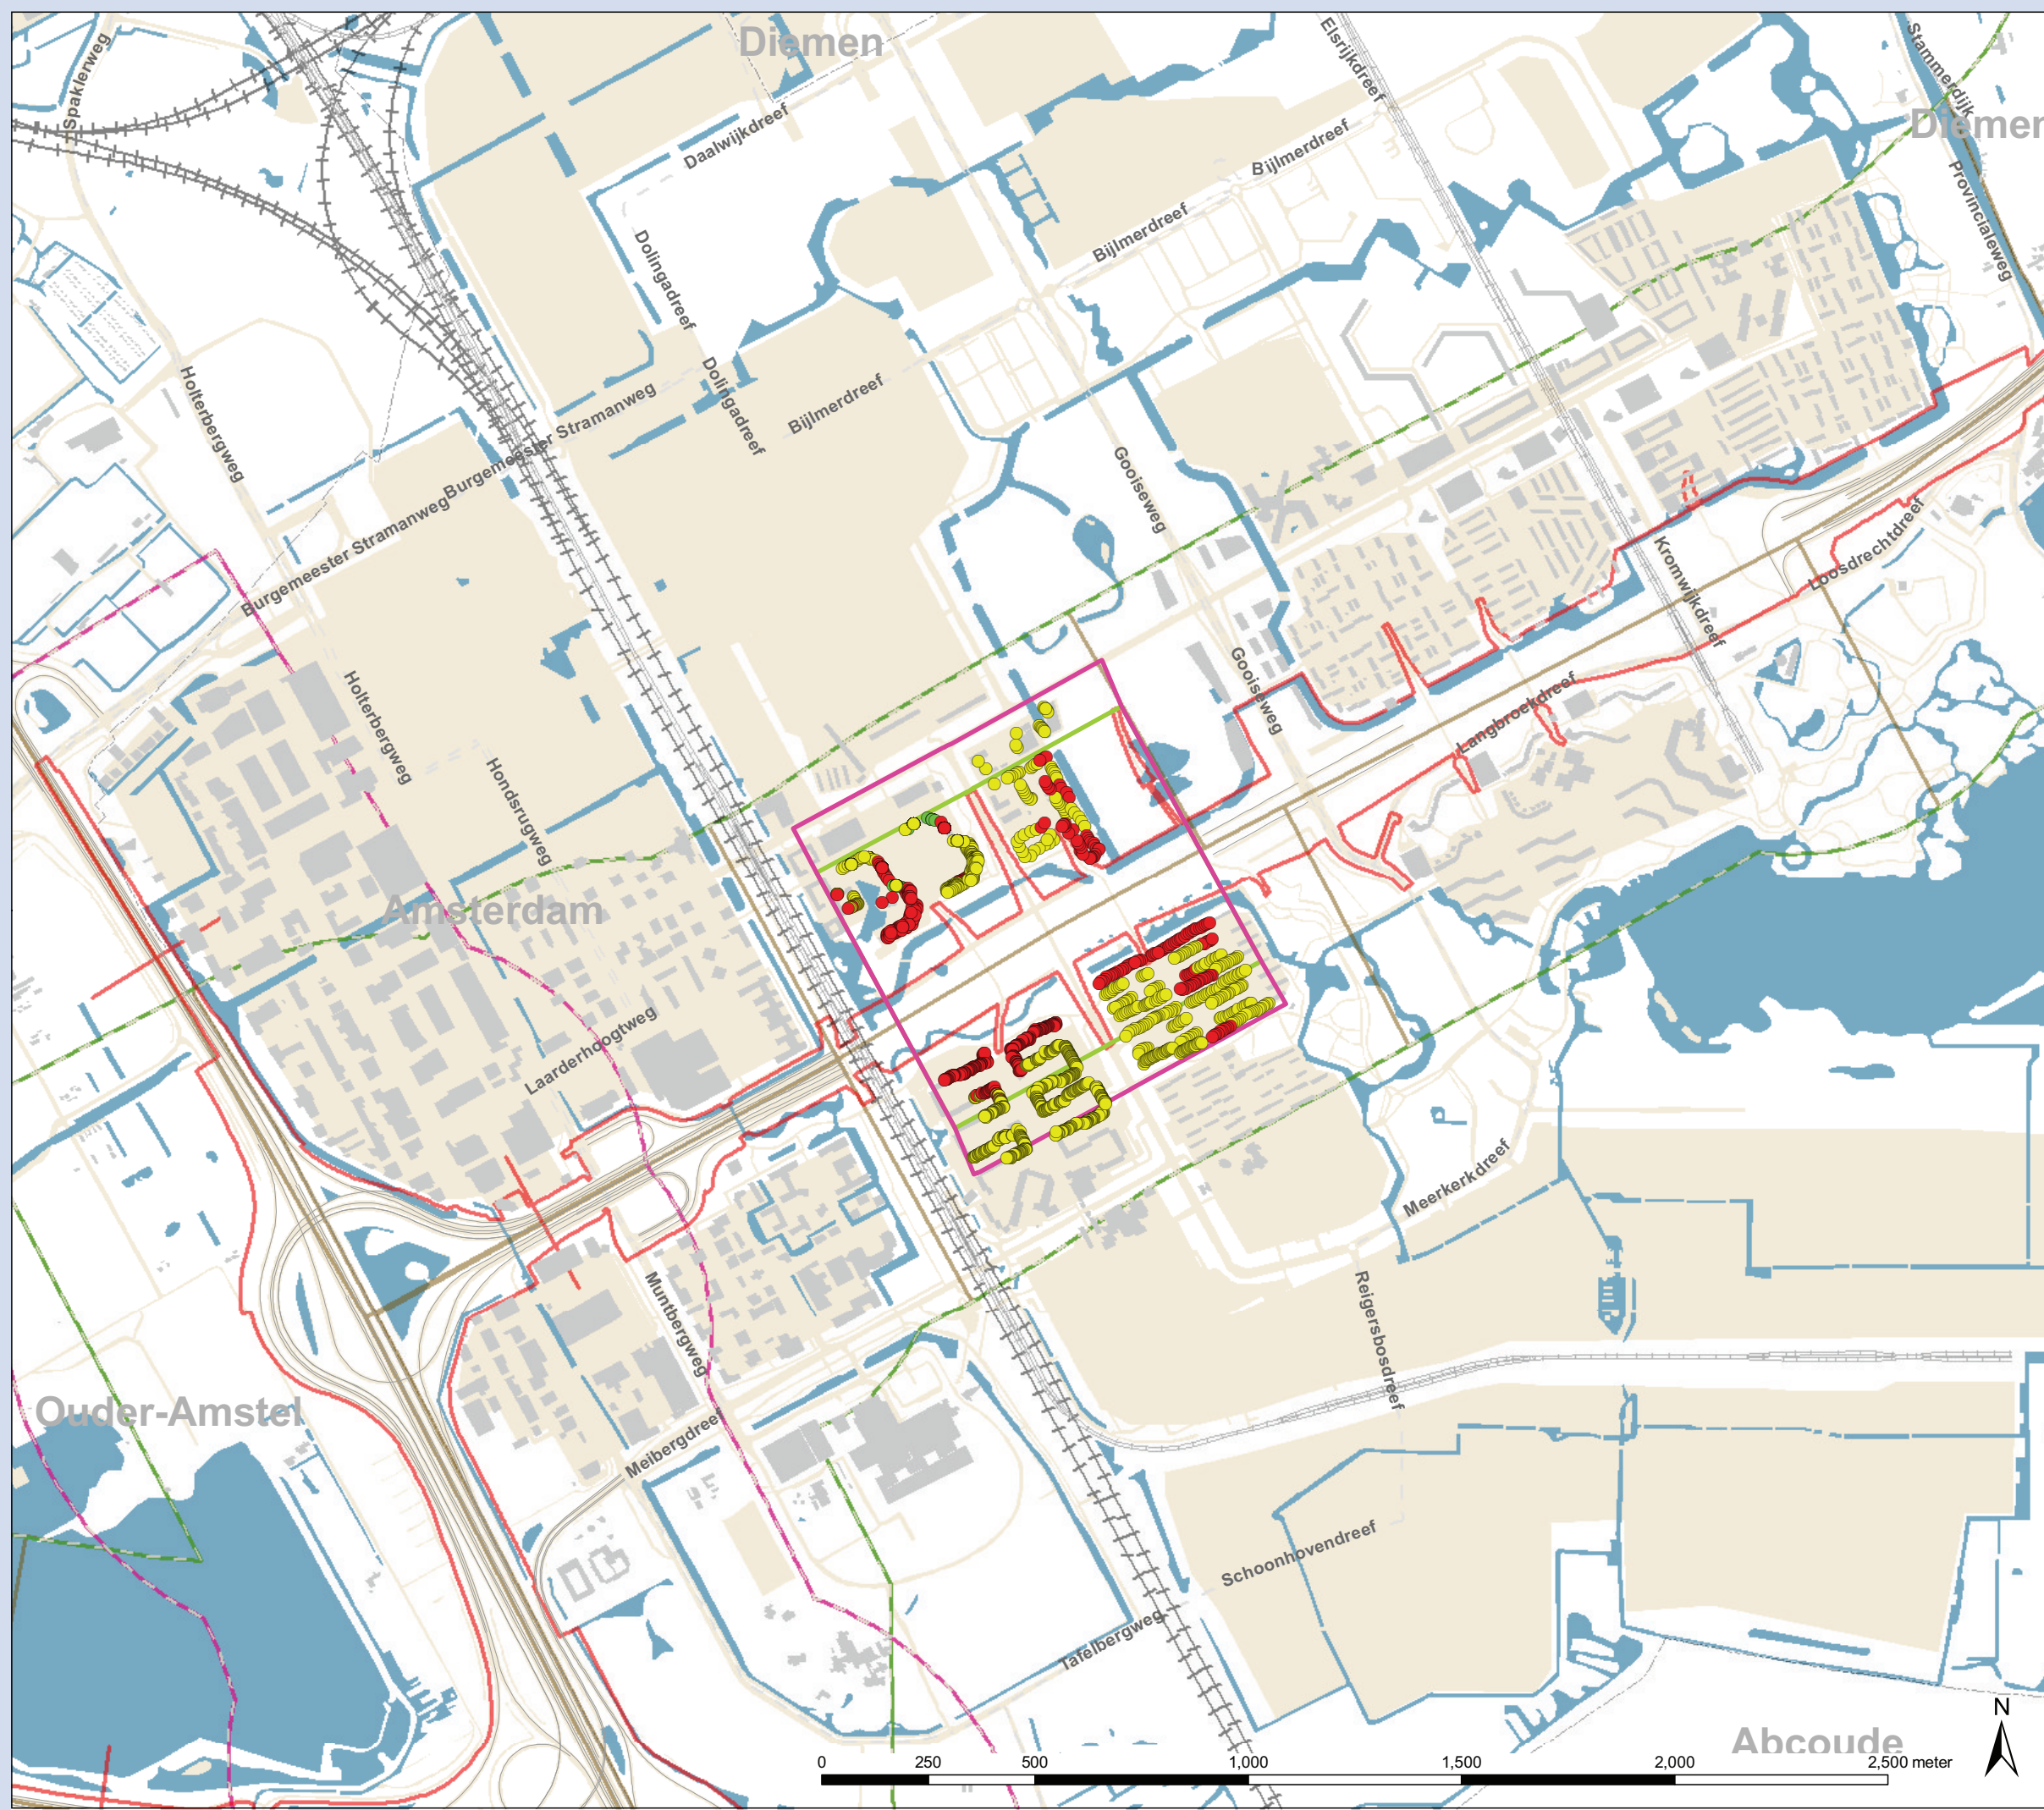 Diemen
Elsrijkdreef
Stammerdijk
Spaklerweg
Diemen
Daalwijkdreef
Bijlmerdreef
Provincialeweg
Bijlmerdreef
Dolingadreef
Dolingadreef
Holterbergweg
Bijlmerdreef
Burgemeester Stramanweg
Gooiseweg
Burgemeester Stramanweg
Loosdrechtdreef
Kromwijkdreef
Gooiseweg
Holterbergweg
Langbroekdreef
Hondsrugweg
Amsterdam
Laarderhoogtweg
Meerkerkdreef
Muntbergweg
Reigersbosdreef
Ouder-Amstel
Meibergdreef
Schoonhovendreef
Tafelbergweg
N
Abcoude
0 250 500 1,000 1,500 2,000 2,500 meter